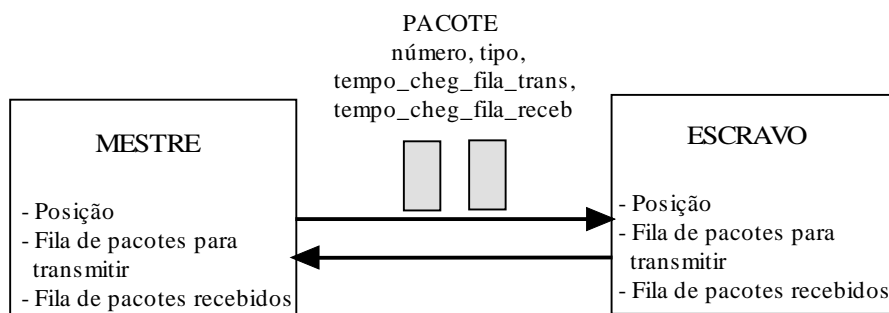 PACOTE
número, tipo,
tempo_cheg_fila_trans,
tempo_cheg_fila_receb
MESTRE
- Posição
- Fila de pacotes para
transmitir
- Fila de pacotes recebidos
ESCRAVO
- Posição
- Fila de pacotes para
transmitir
- Fila de pacotes recebidos